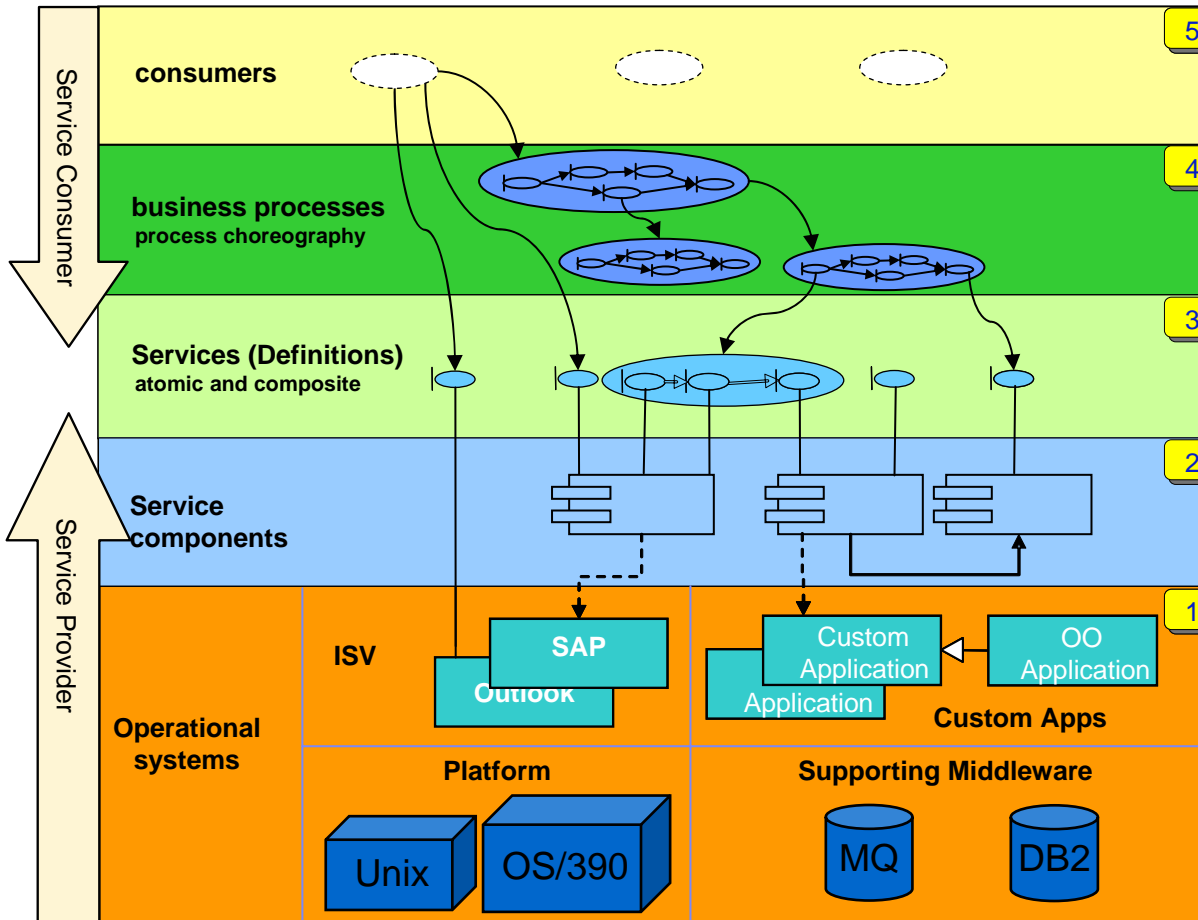 5
consumers
Service Consumer
4
business processes
process choreography
3
Services (Definitions)
atomic and composite
2
Service
components
Service Provider
1
ISV
SAP
Outlook
Custom
Application
Application
OO
Application
Custom Apps
Operational
systems
Platform
Supporting Middleware
Unix
OS/390
MQ
DB2